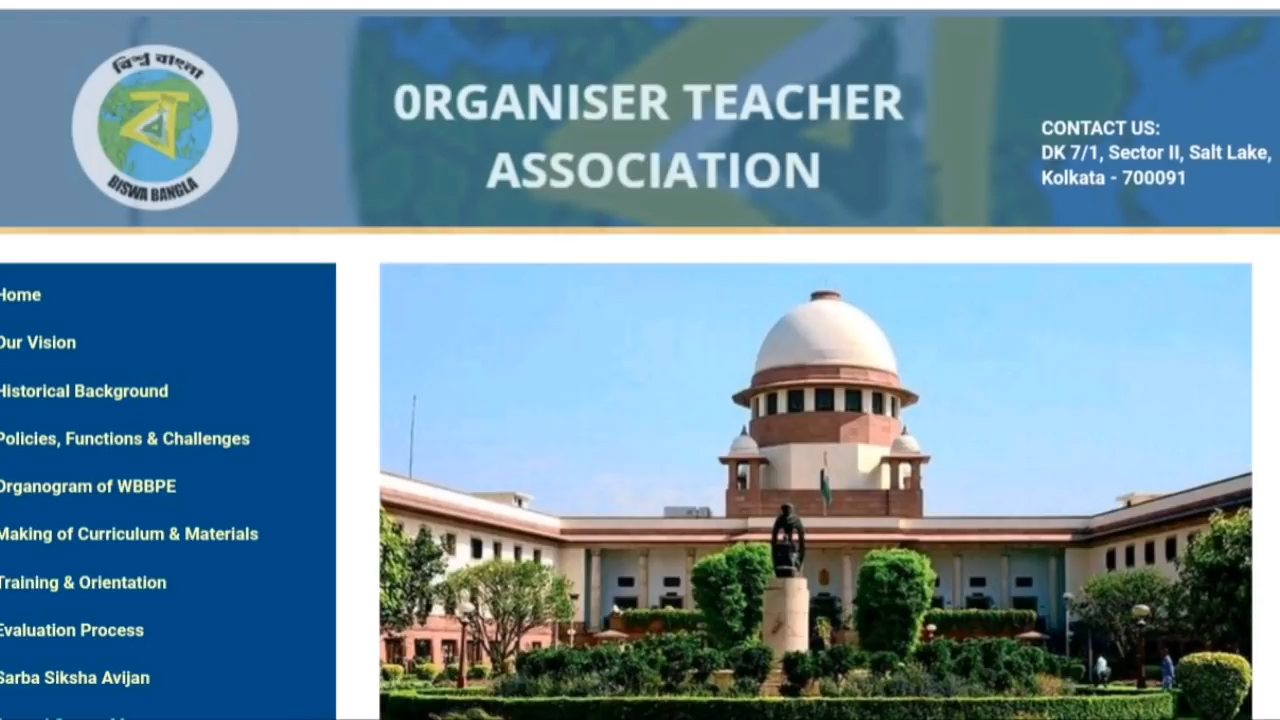 বিশ্ব বাংলা
BISWA BANGLA
0RGANISER TEACHER
ASSOCIATION
CONTACT US:
DK 7/1, Sector II, Salt Lake,
Kolkata - 700091
Home
Our Vision
Historical Background
Policies, Functions & Challenges
Organogram of WBBPE
Making of Curriculum & Materials
Training & Orientation
Evaluation Process
Sarba Siksha Avijan